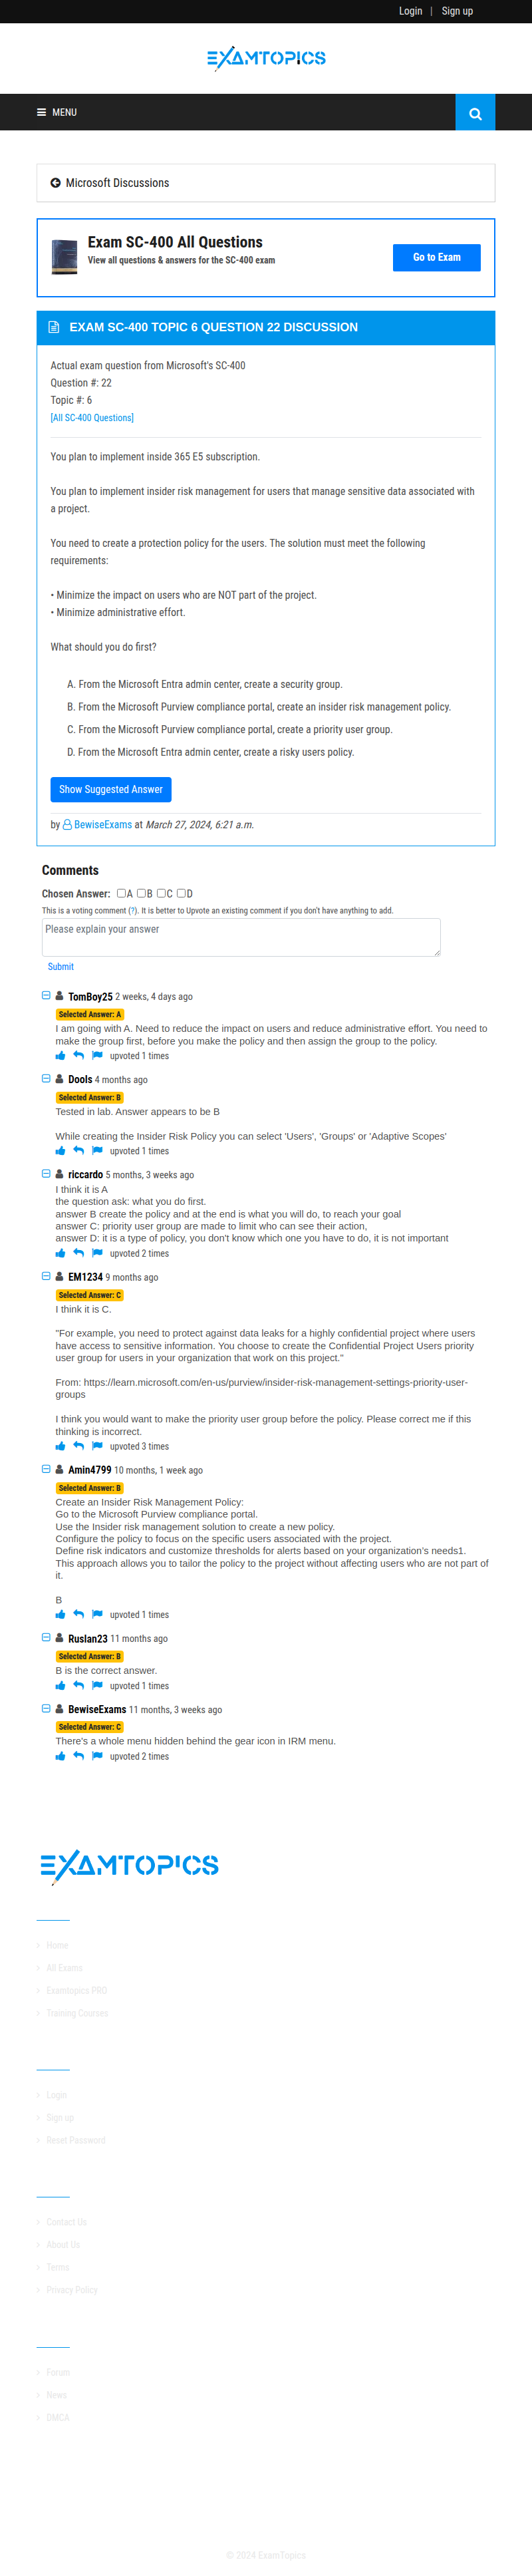 Login | Sign up
EXAMTOPICS
MENU
Microsoft Discussions
Exam SC-400 All Questions
View all questions & answers for the SC-400 exam
Go to Exam
EXAM SC-400 TOPIC 6 QUESTION 22 DISCUSSION
Actual exam question from Microsoft's SC-400
Question #: 22
Topic #: 6
[All SC-400 Questions]
You plan to implement inside 365 E5 subscription.
You plan to implement insider risk management for users that manage sensitive data associated with
a project.
You need to create a protection policy for the users. The solution must meet the following
requirements:
• Minimize the impact on users who are NOT part of the project.
• Minimize administrative effort.
What should you do first?
A. From the Microsoft Entra admin center, create a security group.
B. From the Microsoft Purview compliance portal, create an insider risk management policy.
C. From the Microsoft Purview compliance portal, create a priority user group.
D. From the Microsoft Entra admin center, create a risky users policy.
Show Suggested Answer
by BewiseExams at March 27, 2024, 6:21 a.m.
Comments
Chosen Answer: A B C D
This is a voting comment (?). It is better to Upvote an existing comment if you don't have anything to add.
Please explain your answer
Submit
TomBoy25 2 weeks, 4 days ago
Selected Answer: A
I am going with A. Need to reduce the impact on users and reduce administrative effort. You need to
make the group first, before you make the policy and then assign the group to the policy.
upvoted 1 times
Dools 4 months ago
Selected Answer: B
Tested in lab. Answer appears to be B
While creating the Insider Risk Policy you can select 'Users', 'Groups' or 'Adaptive Scopes'
upvoted 1 times
riccardo 5 months, 3 weeks ago
I think it is A
the question ask: what you do first.
answer B create the policy and at the end is what you will do, to reach your goal
answer C: priority user group are made to limit who can see their action,
answer D: it is a type of policy, you don't know which one you have to do, it is not important
upvoted 2 times
EM1234 9 months ago
Selected Answer: C
I think it is C.
"For example, you need to protect against data leaks for a highly confidential project where users
have access to sensitive information. You choose to create the Confidential Project Users priority
user group for users in your organization that work on this project."
From: https://learn.microsoft.com/en-us/purview/insider-risk-management-settings-priority-user-
groups
I think you would want to make the priority user group before the policy. Please correct me if this
thinking is incorrect.
upvoted 3 times
Amin4799 10 months, 1 week ago
Selected Answer: B
Create an Insider Risk Management Policy:
Go to the Microsoft Purview compliance portal.
Use the Insider risk management solution to create a new policy.
Configure the policy to focus on the specific users associated with the project.
Define risk indicators and customize thresholds for alerts based on your organization's needs1.
This approach allows you to tailor the policy to the project without affecting users who are not part of
it.
B
upvoted 1 times
Ruslan23 11 months ago
Selected Answer: B
B is the correct answer.
upvoted 1 times
BewiseExams 11 months, 3 weeks ago
Selected Answer: C
There's a whole menu hidden behind the gear icon in IRM menu.
upvoted 2 times
EXAMTOPICS
Home
All Exams
Examtopics PRO
Training Courses
Login
Sign up
Reset Password
Contact Us
About Us
Terms
Privacy Policy
Forum
News
DMCA
© 2024 ExamTopics